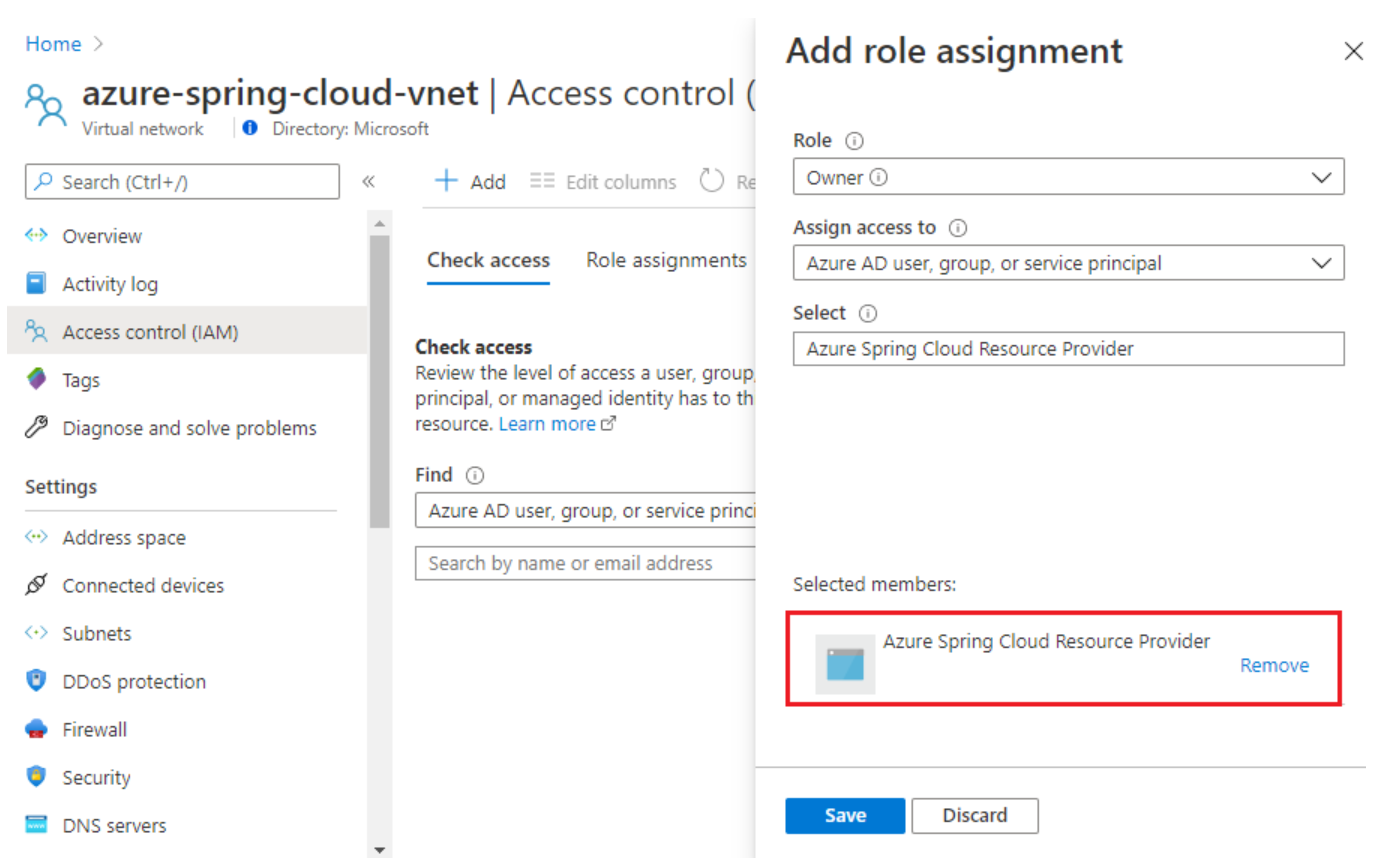 Home >
azure-spring-cloud-vnet | Access control (
Virtual network
Directory: Microsoft
Search (Ctrl+/)
«
Overview
Activity log
Access control (IAM)
Tags
Diagnose and solve problems
Settings
Address space
Connected devices
Subnets
DDoS protection
Firewall
Security
DNS servers
+ Add
Edit columns
Re
Check access
Role assignments
Check access
Review the level of access a user, group,
principal, or managed identity has to th
resource. Learn more
Find
Azure AD user, group, or service princi
Search by name or email address
Add role assignment
Role
Owner
Assign access to
Azure AD user, group, or service principal
Select
Azure Spring Cloud Resource Provider
Selected members:
Azure Spring Cloud Resource Provider
Remove
Save
Discard